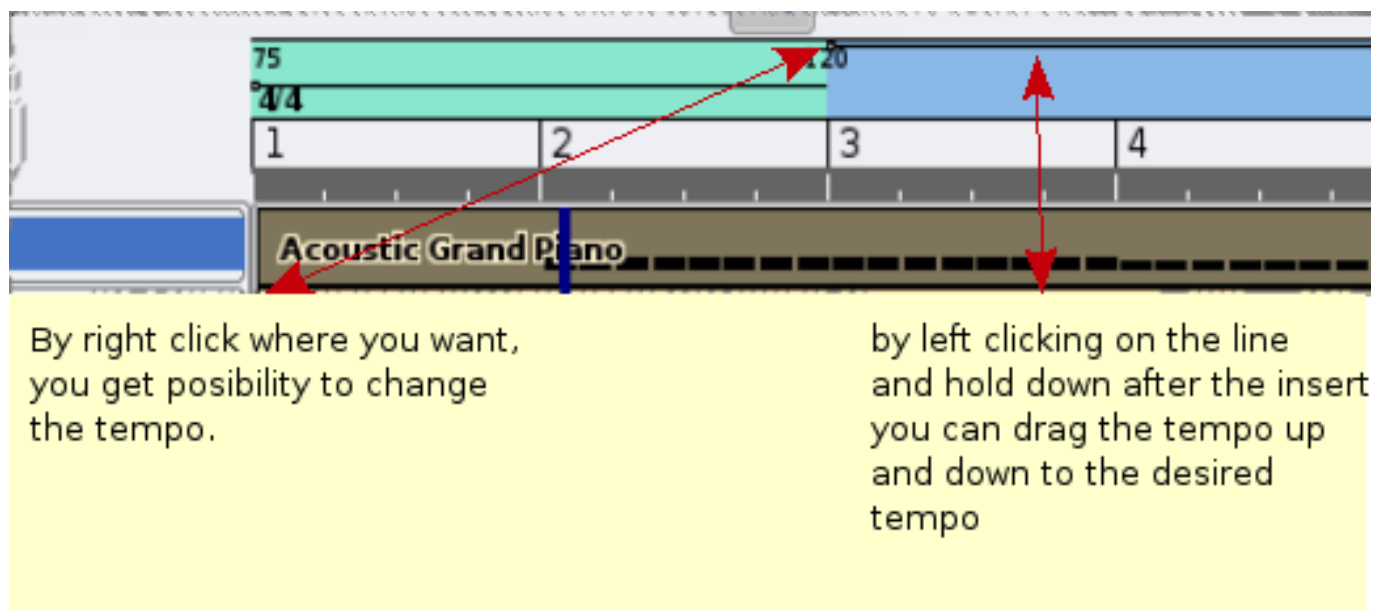 75
120
4/4
1 2 3 4
Acoustic Grand Piano
By right click where you want,
you get posibility to change
the tempo.
by left clicking on the line
and hold down after the insert
you can drag the tempo up
and down to the desired
tempo